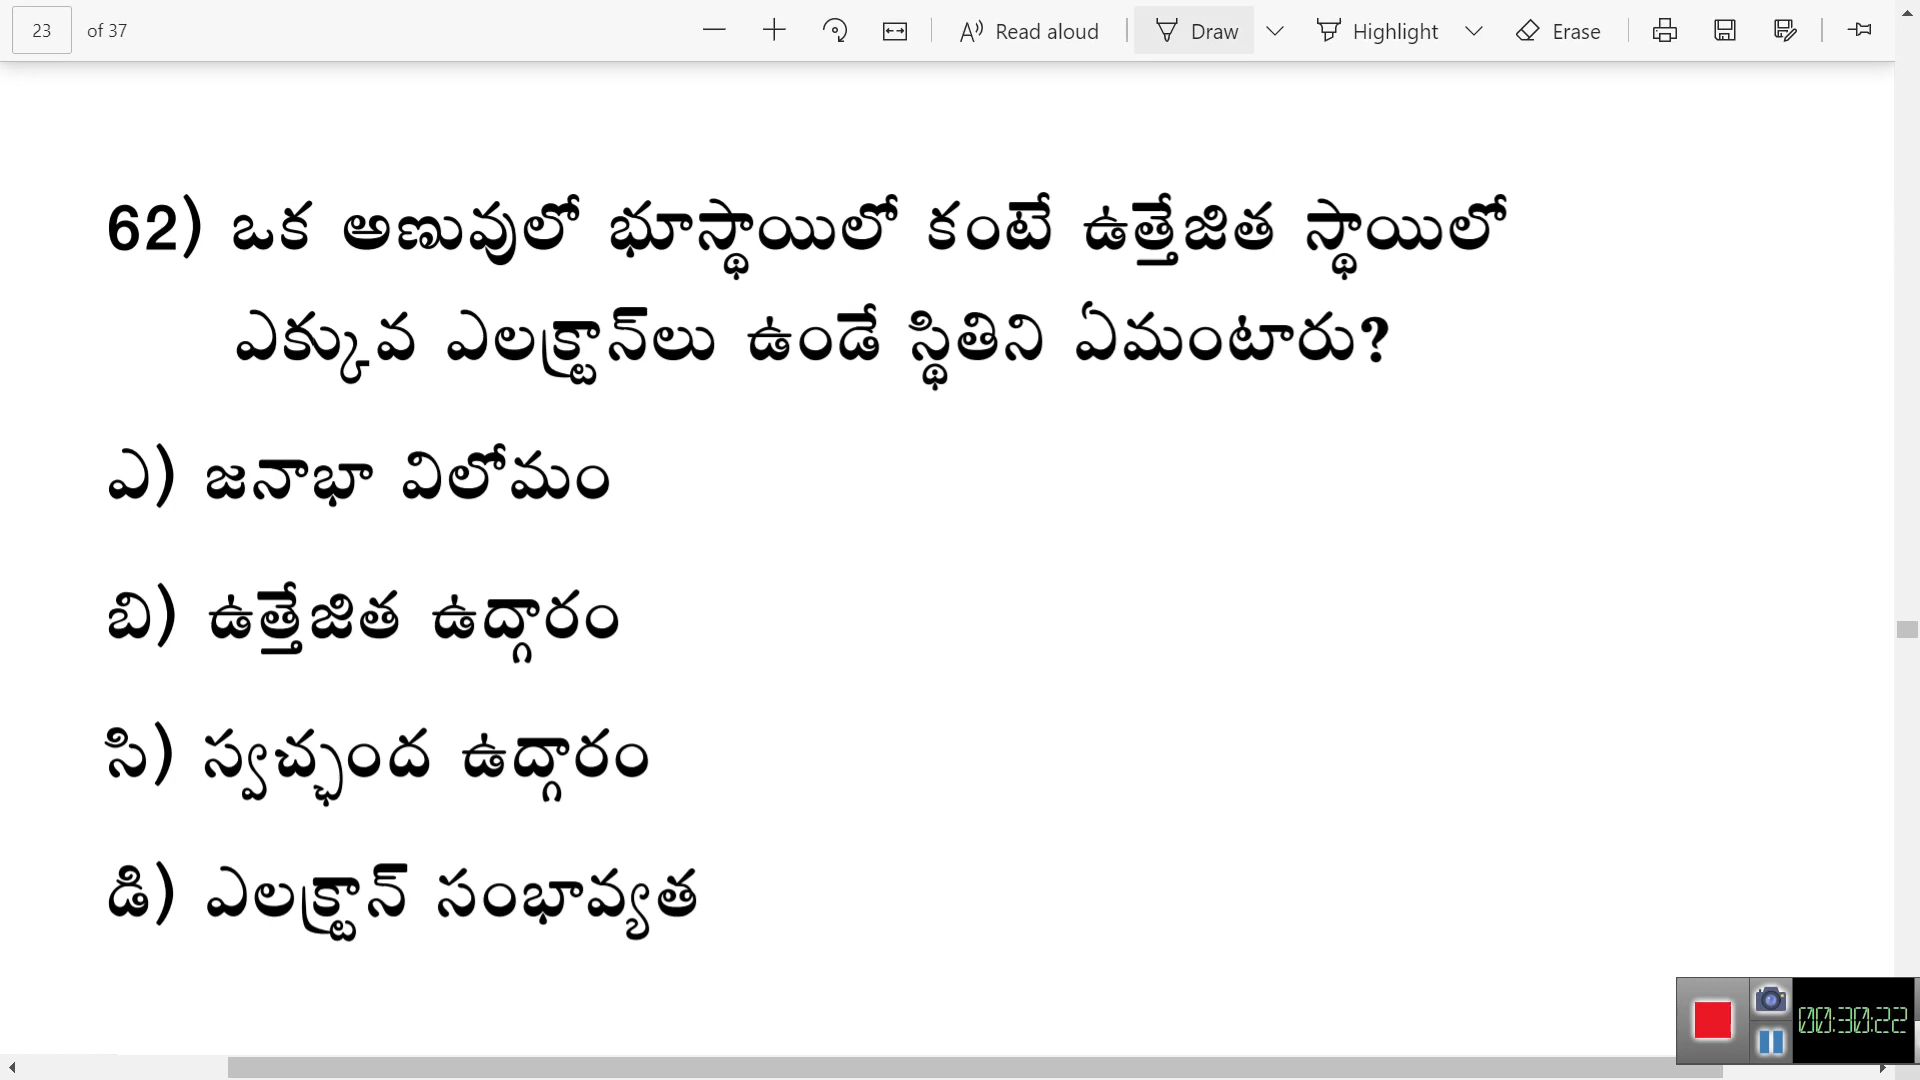 23 of 37 Read aloud Draw Highlight Erase
62) ఒక అణువులో భూస్థాయిలో కంటే ఉత్తేజిత స్థాయిలో
ఎక్కువ ఎలక్ట్రాన్‌లు ఉండే స్థితిని ఏమంటారు?
ఎ) జనాభా విలోమం
బి) ఉత్తేజిత ఉద్గారం
సి) స్వచ్ఛంద ఉద్గారం
డి) ఎలక్ట్రాన్ సంభావ్యత
00:30:22